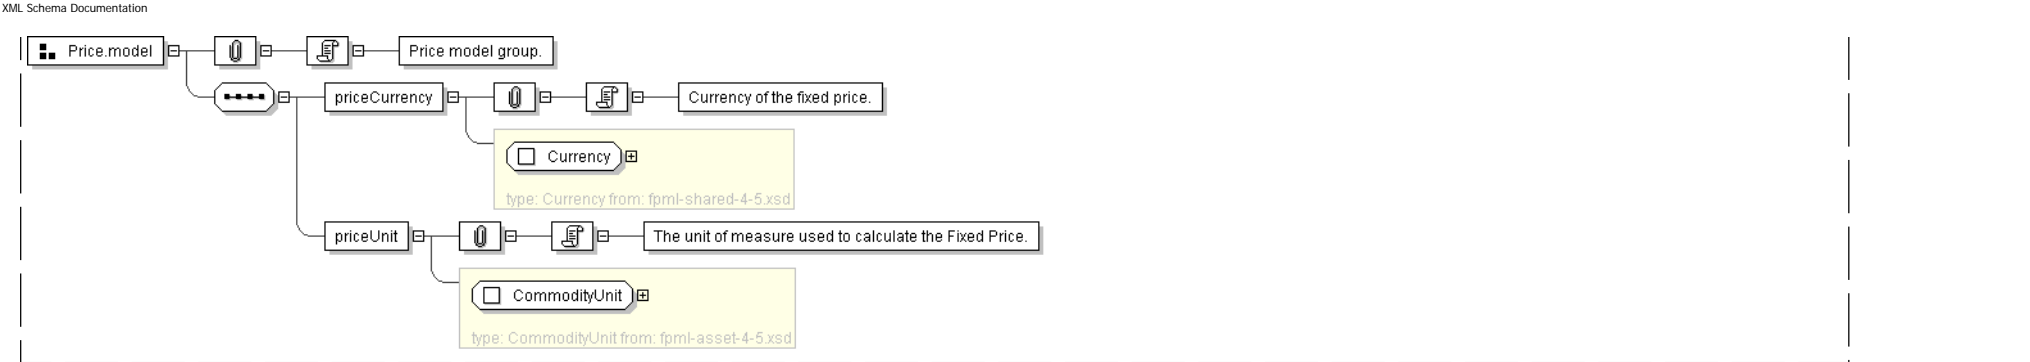 XML Schema Documentation
Price.model
Price model group.
priceCurrency
Currency of the fixed price.
Currency
type: Currency from: fpml-shared-4-5.xsd
priceUnit
The unit of measure used to calculate the Fixed Price.
CommodityUnit
type: CommodityUnit from: fpml-asset-4-5.xsd